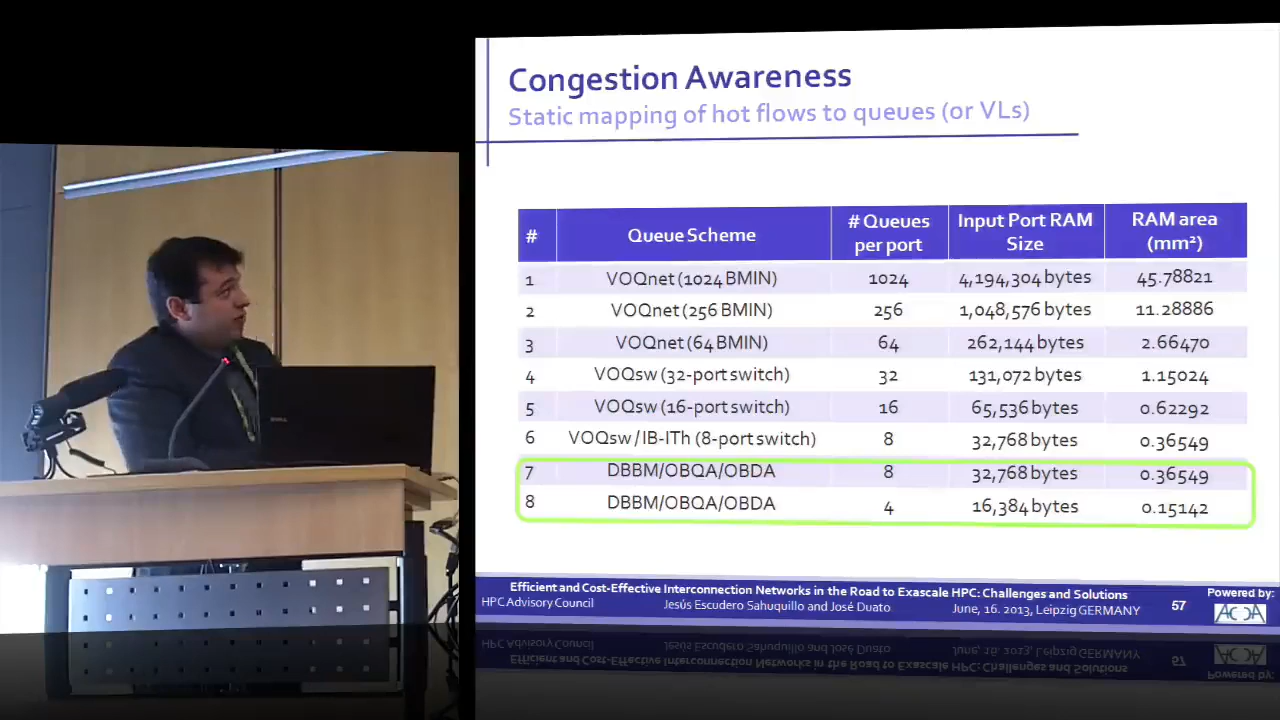 Congestion Awareness
Static mapping of hot flows to queues (or VLs)
# Queue Scheme # Queues per port Input Port RAM Size RAM area (mm²)
1 VOQnet (1024 BMIN) 1024 4,194,304 bytes 45.78821
2 VOQnet (256 BMIN) 256 1,048,576 bytes 11.28886
3 VOQnet (64 BMIN) 64 262,144 bytes 2.66470
4 VOQsw (32-port switch) 32 131,072 bytes 1.15024
5 VOQsw (16-port switch) 16 65,536 bytes 0.62292
6 VOQsw / IB-ITh (8-port switch) 8 32,768 bytes 0.36549
7 DBBM/OBQA/OBDA 8 32,768 bytes 0.36549
8 DBBM/OBQA/OBDA 4 16,384 bytes 0.15142
Efficient and Cost-Effective Interconnection Networks in the Road to Exascale HPC: Challenges and Solutions
HPC Advisory Council Jesús Escudero Sahuquillo and José Duato June, 16. 2013, Leipzig GERMANY 57 Powered by: